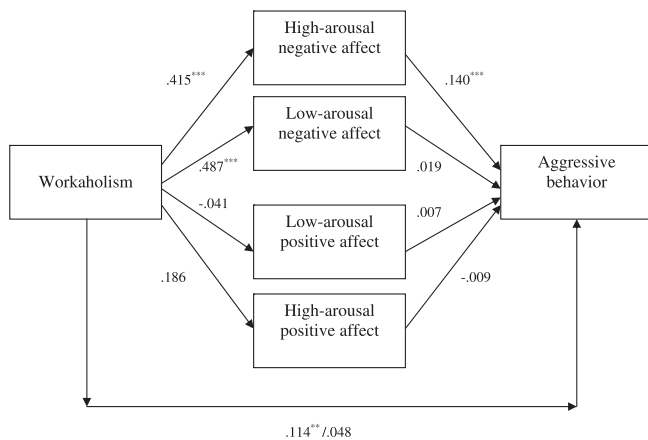 High-arousal
negative affect
.415***
.140***
Low-arousal
negative affect
Workaholism
.487***
.019
Aggressive
behavior
-.041
.007
Low-arousal
positive affect
.186
-.009
High-arousal
positive affect
.114**/.048